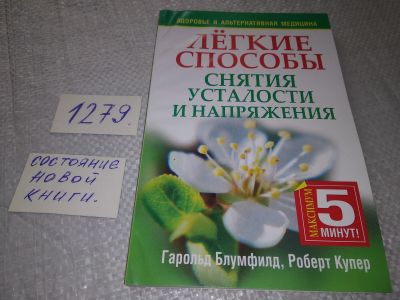 ЗДОРОВЬЕ И АЛЬТЕРНАТИВНАЯ МЕДИЦИНА
ЛЁГКИЕ
СПОСОБЫ
СНЯТИЯ
УСТАЛОСТИ
И НАПРЯЖЕНИЯ
1279.
состояние
новой
книги.
МАКСИМУМ
5
МИНУТ!
Гарольд Блумфилд, Роберт Купер